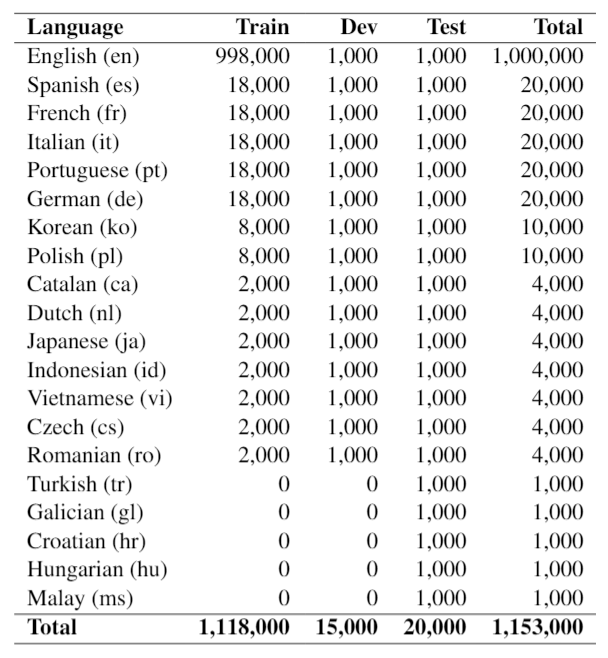 Language Train Dev Test Total
English (en) 998,000 1,000 1,000 1,000,000
Spanish (es) 18,000 1,000 1,000 20,000
French (fr) 18,000 1,000 1,000 20,000
Italian (it) 18,000 1,000 1,000 20,000
Portuguese (pt) 18,000 1,000 1,000 20,000
German (de) 18,000 1,000 1,000 20,000
Korean (ko) 8,000 1,000 1,000 10,000
Polish (pl) 8,000 1,000 1,000 10,000
Catalan (ca) 2,000 1,000 1,000 4,000
Dutch (nl) 2,000 1,000 1,000 4,000
Japanese (ja) 2,000 1,000 1,000 4,000
Indonesian (id) 2,000 1,000 1,000 4,000
Vietnamese (vi) 2,000 1,000 1,000 4,000
Czech (cs) 2,000 1,000 1,000 4,000
Romanian (ro) 2,000 1,000 1,000 4,000
Turkish (tr) 0 0 1,000 1,000
Galician (gl) 0 0 1,000 1,000
Croatian (hr) 0 0 1,000 1,000
Hungarian (hu) 0 0 1,000 1,000
Malay (ms) 0 0 1,000 1,000
Total 1,118,000 15,000 20,000 1,153,000